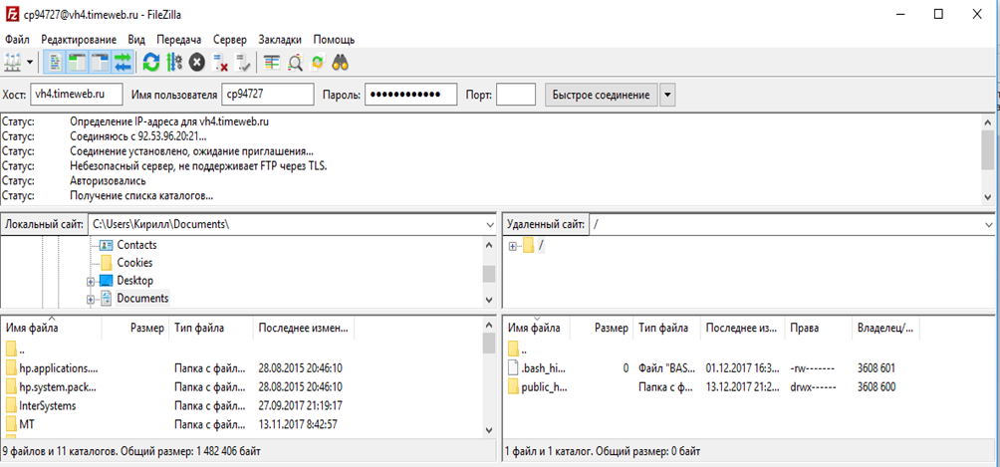 cp94727@vh4.timeweb.ru - FileZilla
Файл Редактирование Вид Передача Сервер Закладки Помощь
Хост: vh4.timeweb.ru Имя пользователя cp94727 Пароль: ●●●●●●●●●●●● Порт: Быстрое соединение
Статус: Определение IP-адреса для vh4.timeweb.ru
Статус: Соединяюсь с 92.53.96.20:21...
Статус: Соединение установлено, ожидание приглашения...
Статус: Небезопасный сервер, не поддерживает FTP через TLS.
Статус: Авторизовались
Статус: Получение списка каталогов...
Локальный сайт: C:\Users\Кирилл\Documents\
Contacts
Cookies
Desktop
Documents
Удаленный сайт: /
/
Имя файла Размер Тип файла Последнее измен...
..
hp.applications.... Папка с файл... 28.08.2015 20:46:10
hp.system.pack... Папка с файл... 28.08.2015 20:46:10
InterSystems Папка с файл... 27.09.2017 21:19:17
MT Папка с файл... 13.11.2017 8:42:57
9 файлов и 11 каталогов. Общий размер: 1 482 406 байт
Имя файла Размер Тип файла Последнее из... Права Владелец/...
..
.bash_hi... 0 Файл "BAS... 01.12.2017 16:3... -rw------- 3608 601
public_h... Папка с ф... 13.12.2017 21:2... drwx------ 3608 600
1 файл и 1 каталог. Общий размер: 0 байт